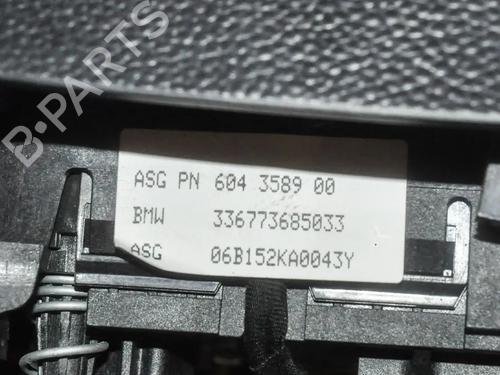 B-PARTS
ASG PN 604 3589 00
BMW 336773685033
ASG 06B152KA0043Y